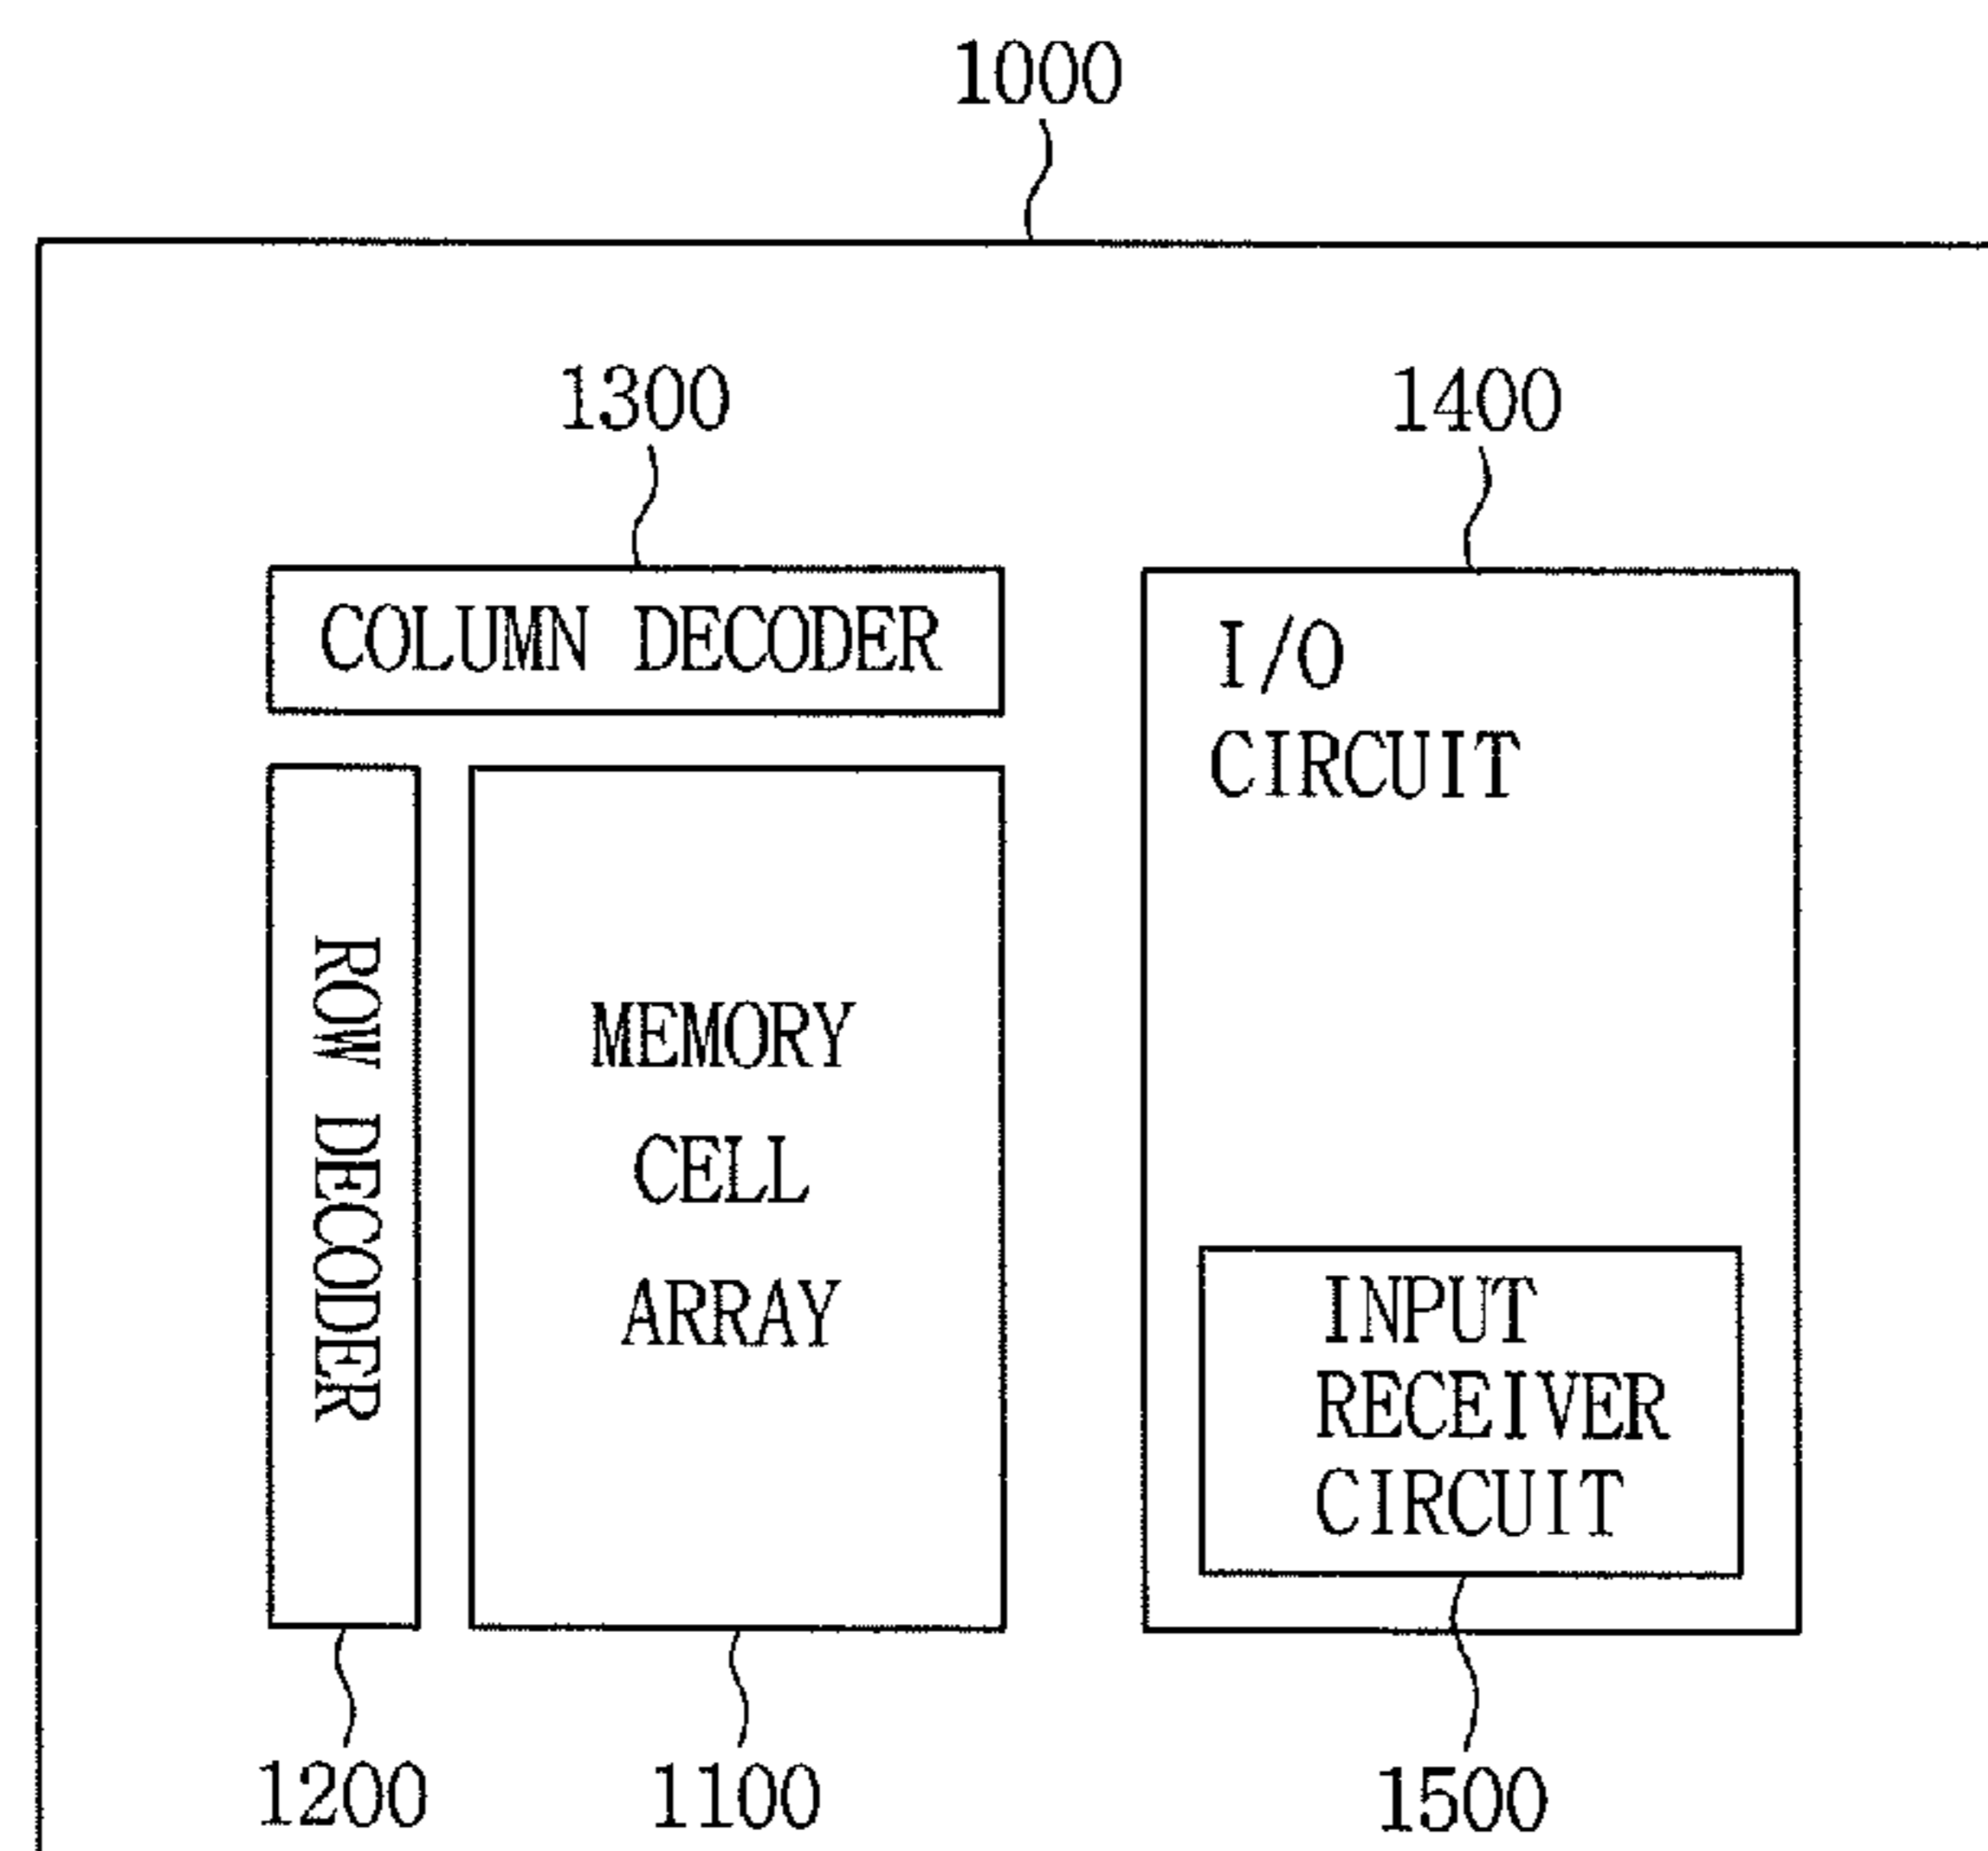 1000
1300
1400
COLUMN DECODER
I/O
CIRCUIT
ROW DECODER
MEMORY
CELL
ARRAY
INPUT
RECEIVER
CIRCUIT
1200
1100
1500